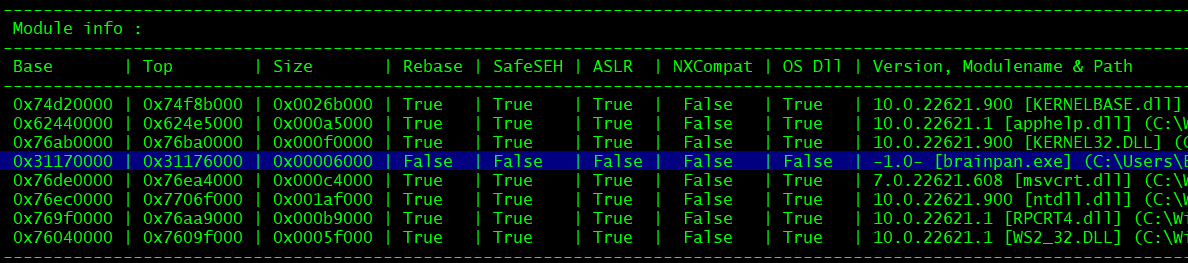 Module info :
Base | Top | Size | Rebase | SafeSEH | ASLR | NXCompat | OS Dll | Version, Modulename & Path
0x74d20000 | 0x74f8b000 | 0x0026b000 | True | True | True | False | True | 10.0.22621.900 [KERNELBASE.dll]
0x62440000 | 0x624e5000 | 0x000a5000 | True | True | True | False | True | 10.0.22621.1 [apphelp.dll] (C:\W
0x76ab0000 | 0x76ba0000 | 0x000f0000 | True | True | True | False | True | 10.0.22621.1 [KERNEL32.DLL] (
0x31170000 | 0x31176000 | 0x00006000 | False | False | False | False | False | -1.0- [brainpan.exe] (C:\Users\
0x76de0000 | 0x76ea4000 | 0x000c4000 | True | True | True | False | True | 7.0.22621.608 [msvcrt.dll] (C:\W
0x76ec0000 | 0x7706f000 | 0x001af000 | True | True | True | False | True | 10.0.22621.900 [ntdll.dll] (C:\W
0x769f0000 | 0x76aa9000 | 0x000b9000 | True | True | True | False | True | 10.0.22621.1 [RPCRT4.dll] (C:\Wi
0x76040000 | 0x7609f000 | 0x0005f000 | True | True | True | False | True | 10.0.22621.1 [WS2_32.DLL] (C:\Wi